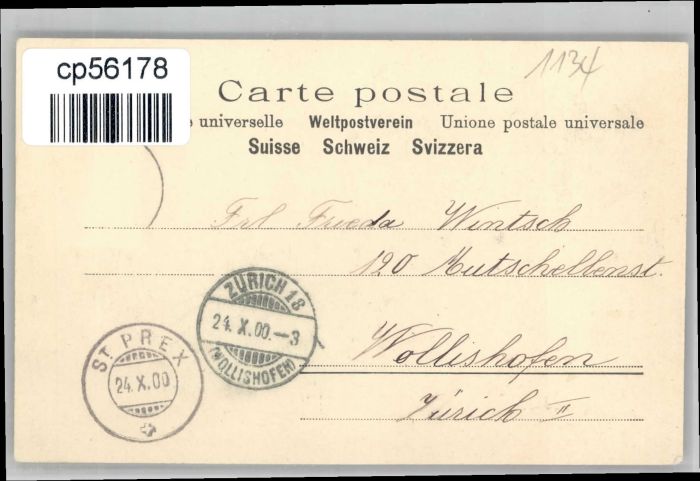 cp56178
1134
Carte postale
e universelle Weltpostverein Unione postale universale
Suisse Schweiz Svizzera
Frl Frieda Wintsch
120 Mutschellenst.
ZÜRICH 18
24. X. 00. -3
(WOLLISHOFEN)
Wollishofen
ST. PREX
24. X. 00
Zürich II